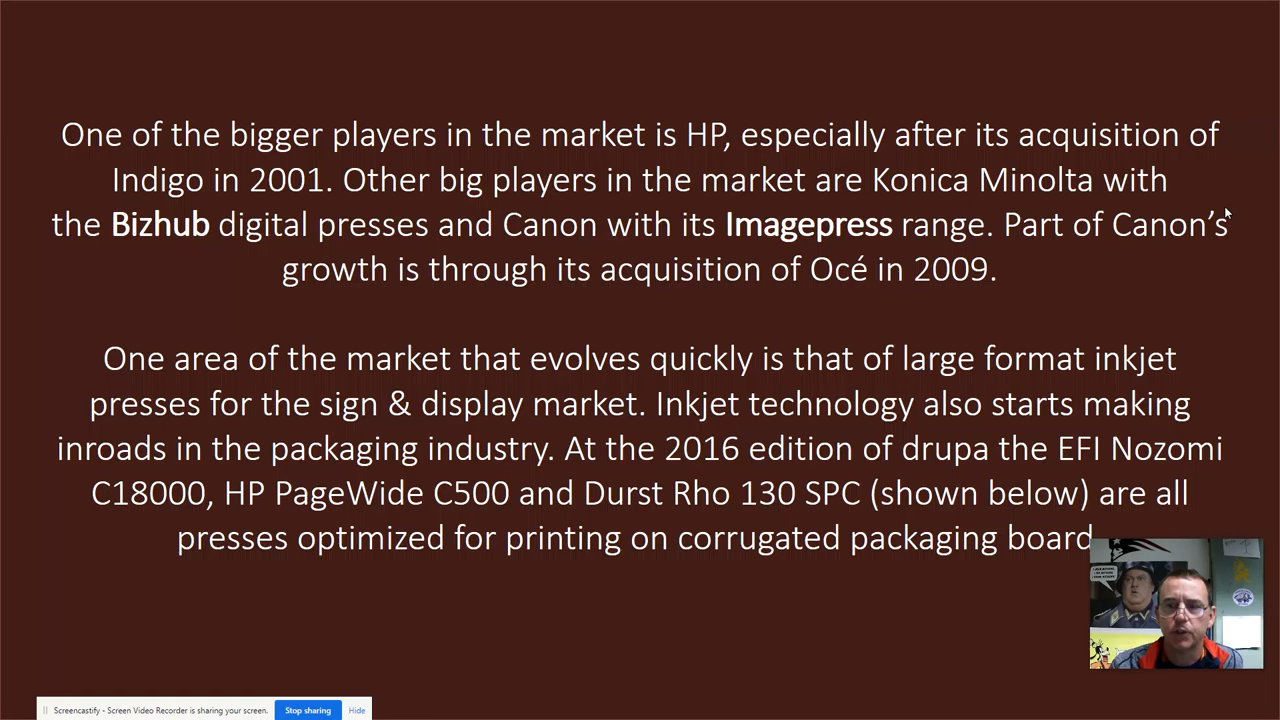 One of the bigger players in the market is HP, especially after its acquisition of
Indigo in 2001. Other big players in the market are Konica Minolta with
the Bizhub digital presses and Canon with its Imagepress range. Part of Canon’s
growth is through its acquisition of Océ in 2009.
One area of the market that evolves quickly is that of large format inkjet
presses for the sign & display market. Inkjet technology also starts making
inroads in the packaging industry. At the 2016 edition of drupa the EFI Nozomi
C18000, HP PageWide C500 and Durst Rho 130 SPC (shown below) are all
presses optimized for printing on corrugated packaging board
Screencastify - Screen Video Recorder is sharing your screen.
Stop sharing
Hide